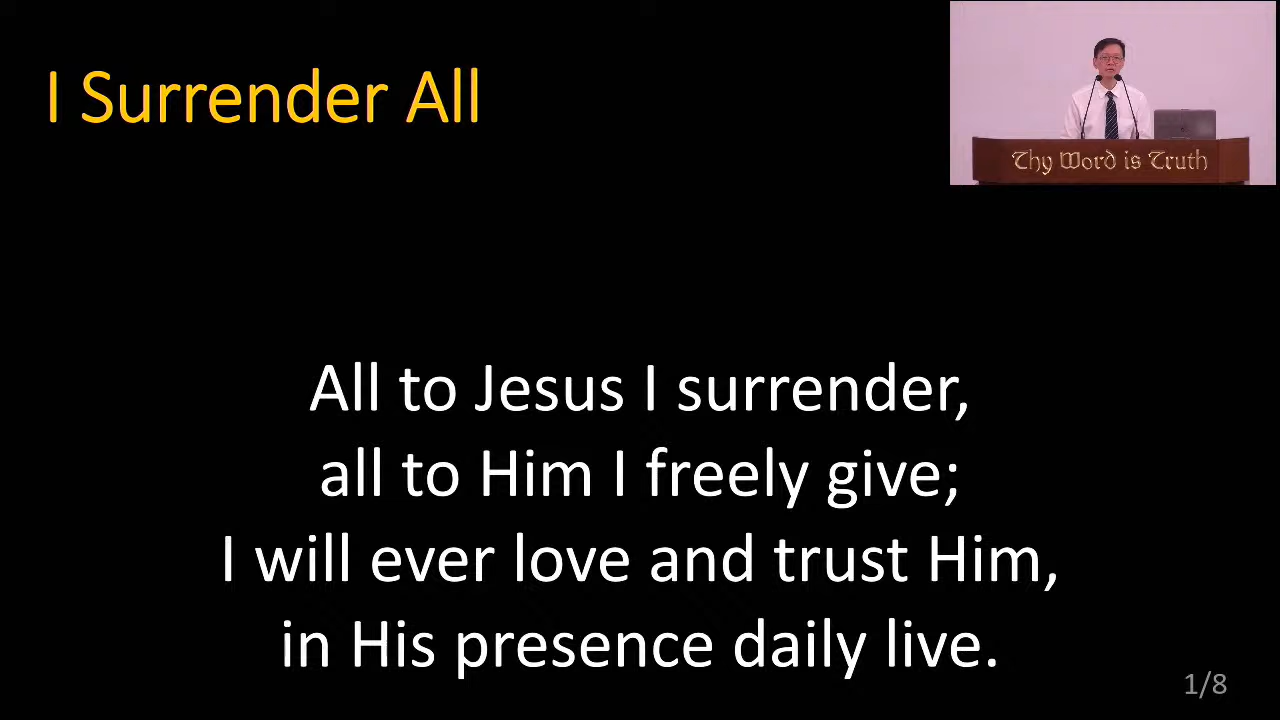 I Surrender All
Thy Word is Truth
All to Jesus I surrender,
all to Him I freely give;
I will ever love and trust Him,
in His presence daily live.
1/8